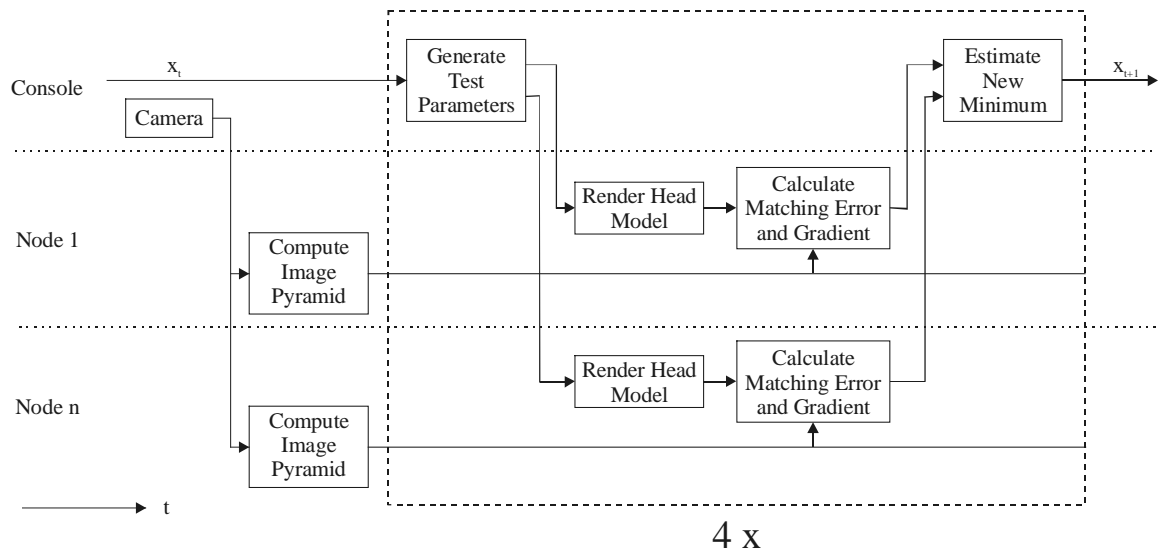 Console
x_t
Camera
Generate
Test
Parameters
Estimate
New
Minimum
x_{t+1}
Node 1
Compute
Image
Pyramid
Render Head
Model
Calculate
Matching Error
and Gradient
Node n
Compute
Image
Pyramid
Render Head
Model
Calculate
Matching Error
and Gradient
t
4 x